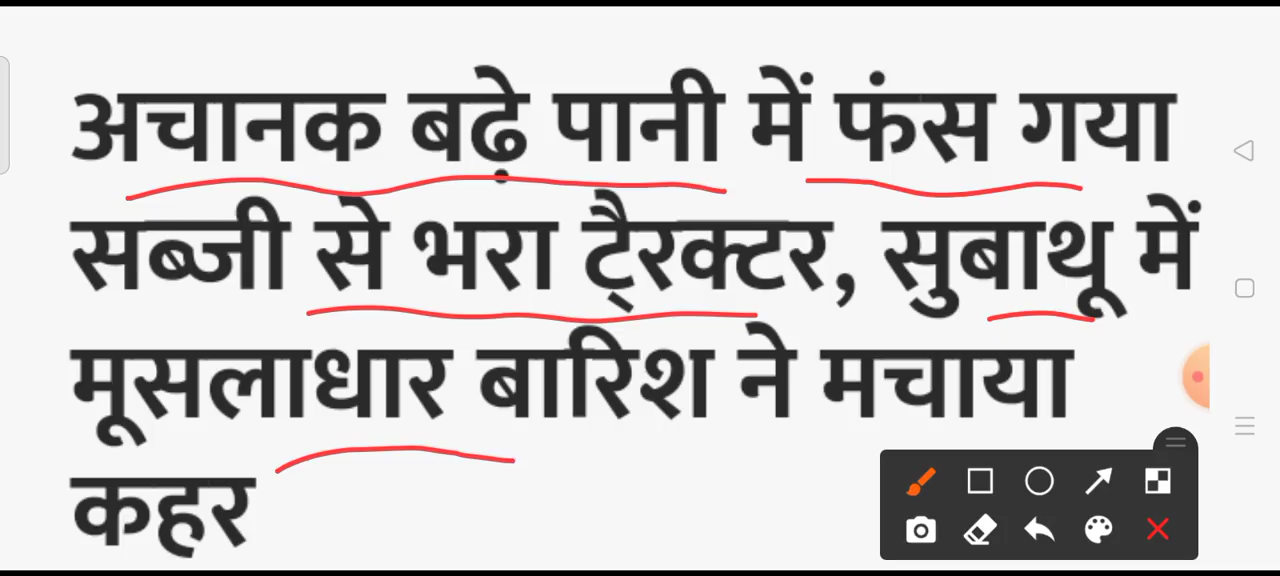 अचानक बढ़े पानी में फंस गया
सब्जी से भरा ट्रैक्टर, सुबाथू में
मूसलाधार बारिश ने मचाया
कहर